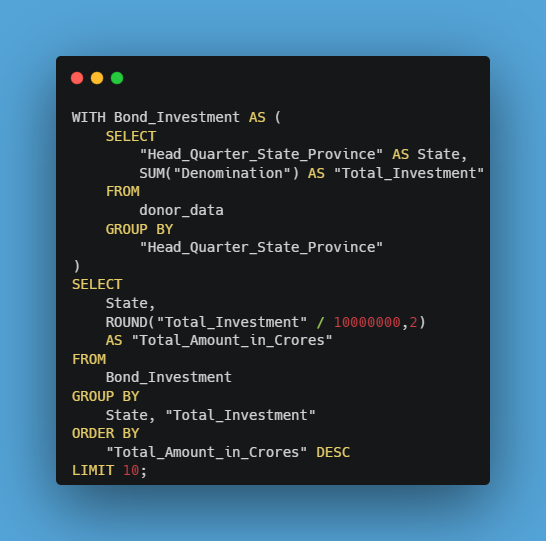 WITH Bond_Investment AS (
    SELECT
        "Head_Quarter_State_Province" AS State,
        SUM("Denomination") AS "Total_Investment"
    FROM
        donor_data
    GROUP BY
        "Head_Quarter_State_Province"
)
SELECT
    State,
    ROUND("Total_Investment" / 10000000,2)
    AS "Total_Amount_in_Crores"
FROM
    Bond_Investment
GROUP BY
    State, "Total_Investment"
ORDER BY
    "Total_Amount_in_Crores" DESC
LIMIT 10;